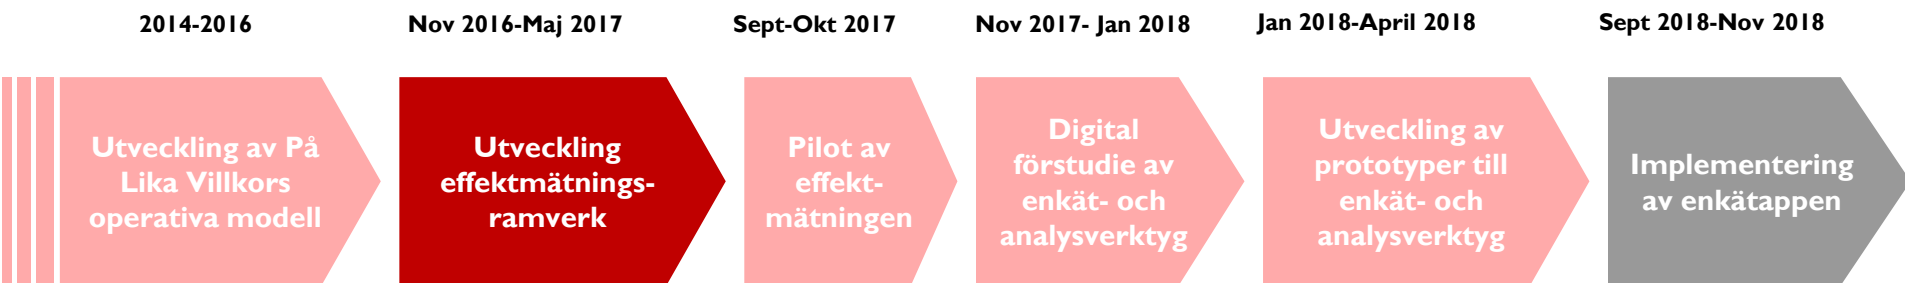 2014-2016
Nov 2016-Maj 2017
Sept-Okt 2017
Nov 2017- Jan 2018
Jan 2018-April 2018
Sept 2018-Nov 2018
Utveckling av På
Lika Villkors
operativa modell
Utveckling
effektmätnings-
ramverk
Pilot av
effekt-
mätningen
Digital
förstudie av
enkät- och
analysverktyg
Utveckling av
prototyper till
enkät- och
analysverktyg
Implementering
av enkätappen